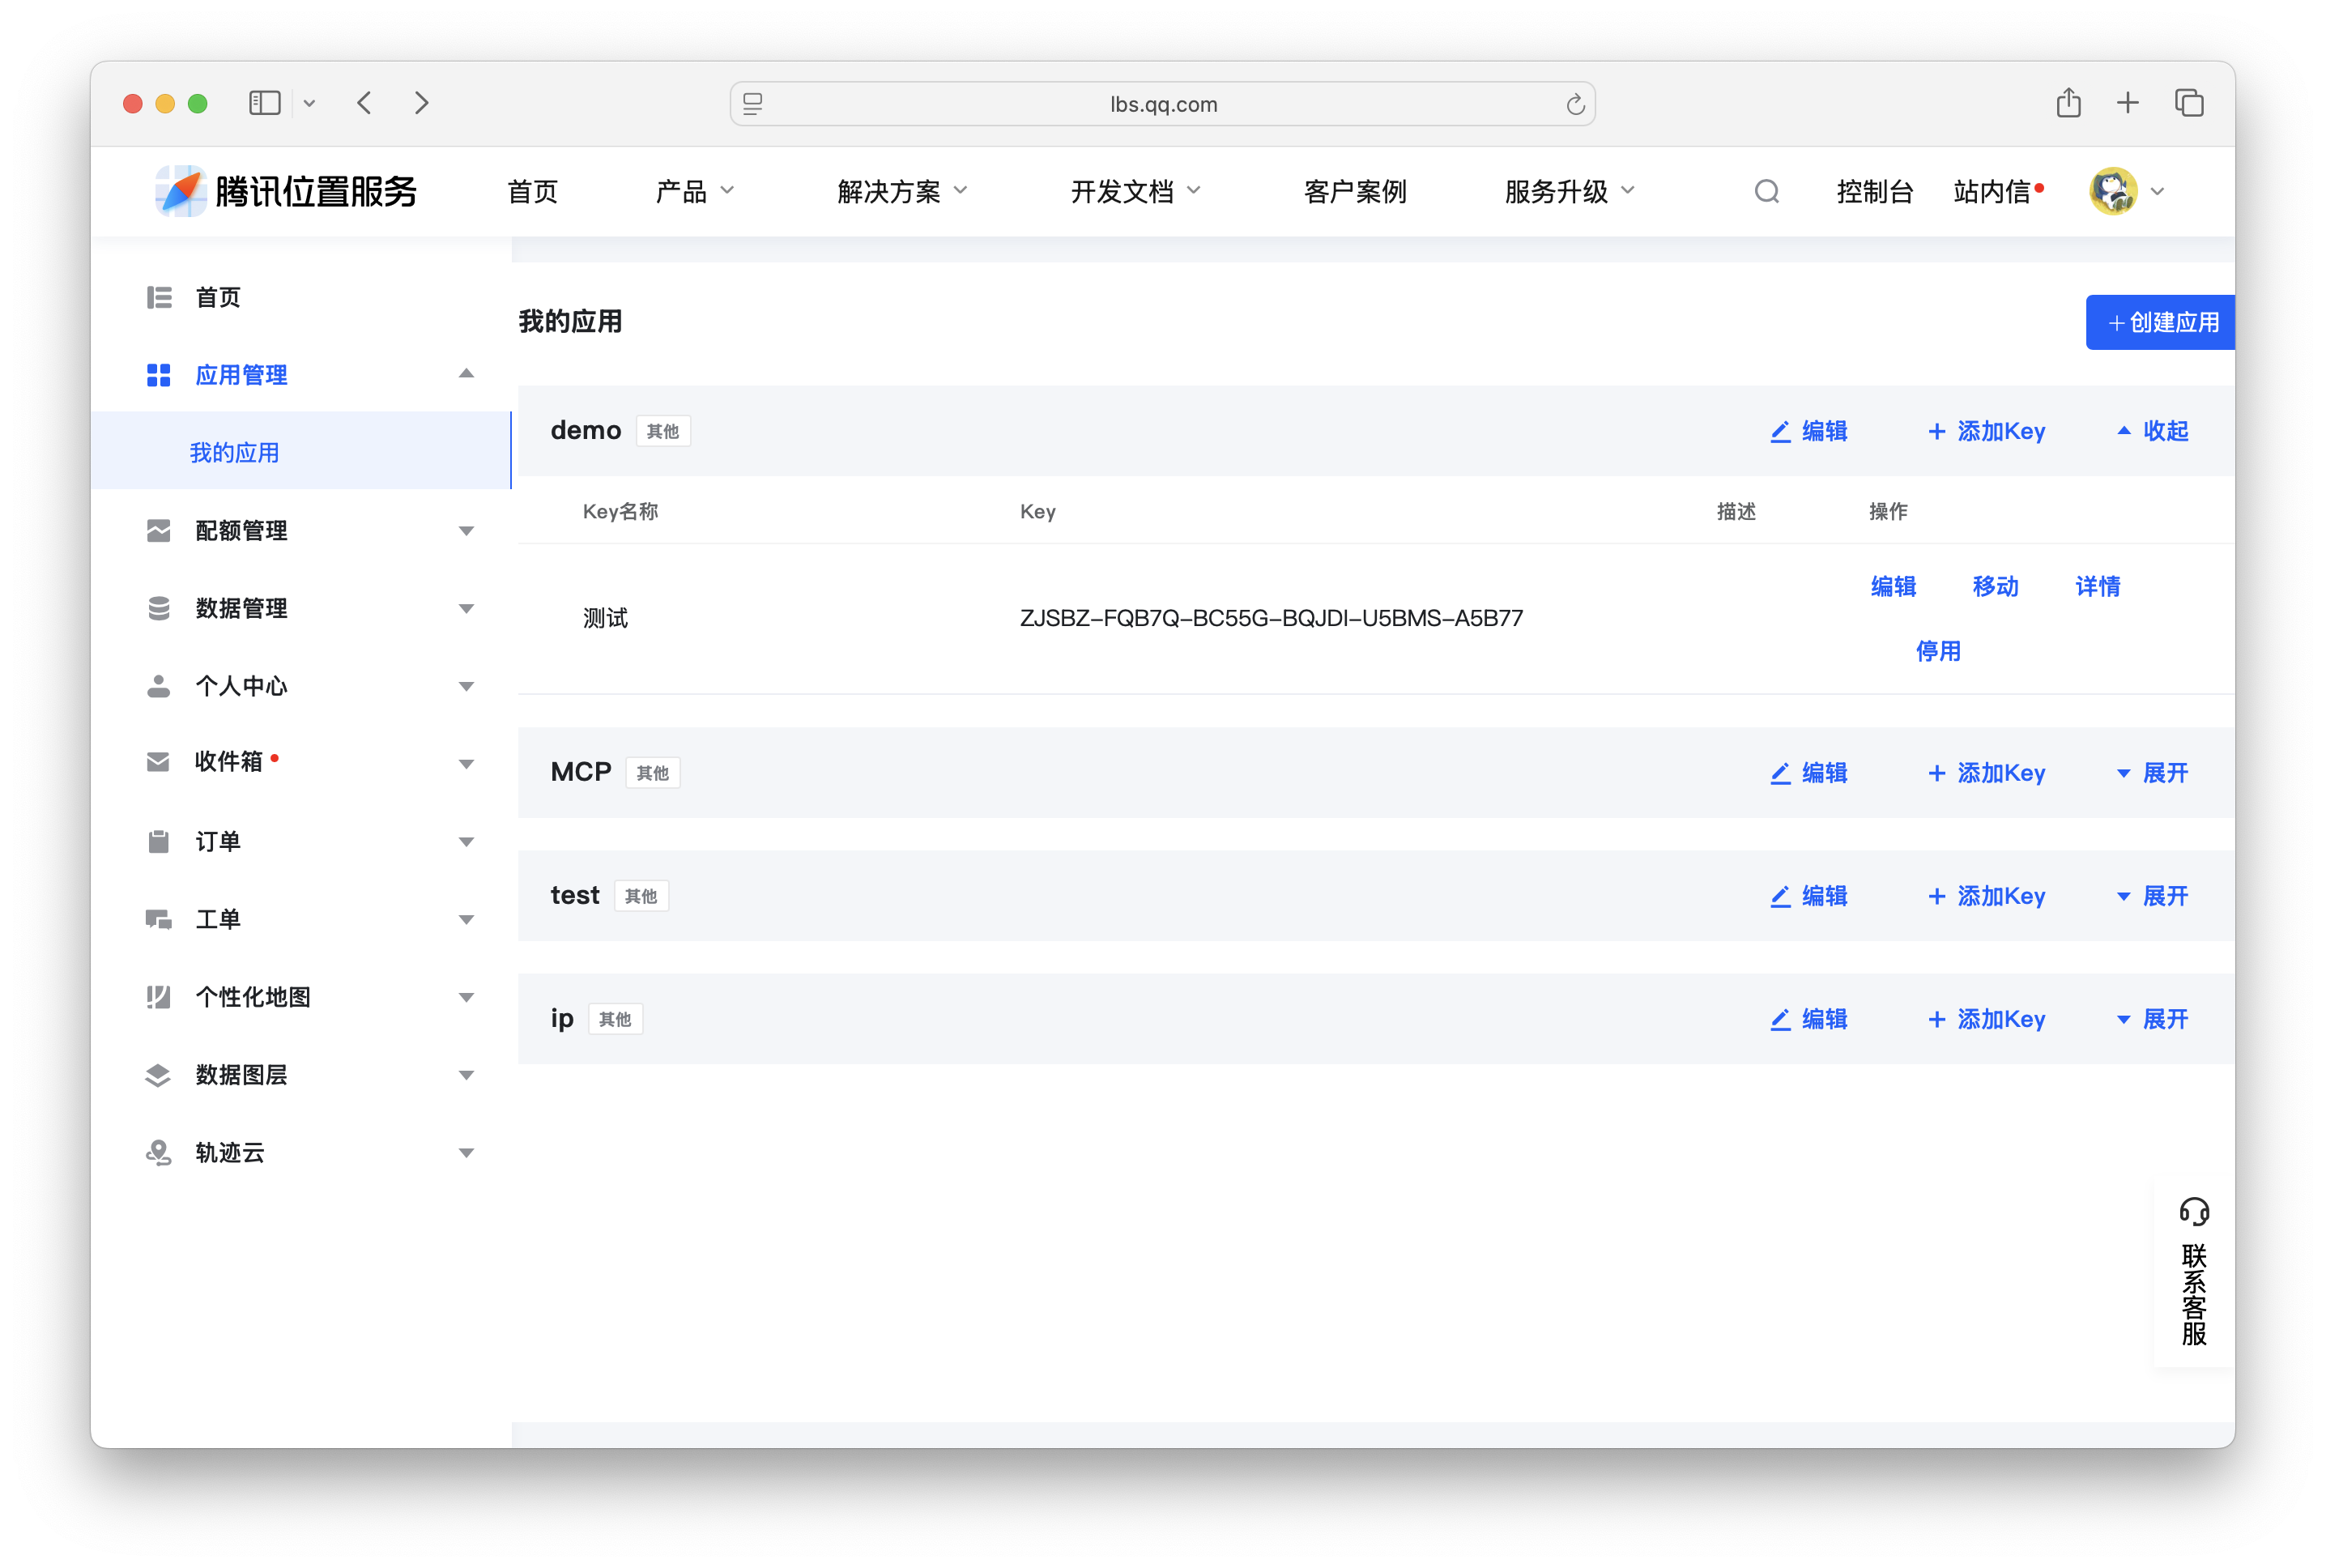 lbs.qq.com
腾讯位置服务 首页 产品 解决方案 开发文档 客户案例 服务升级 控制台 站内信
首页
应用管理
我的应用
配额管理
数据管理
个人中心
收件箱
订单
工单
个性化地图
数据图层
轨迹云
我的应用 +创建应用
demo 其他 编辑 + 添加Key 收起
Key名称 Key 描述 操作
测试 ZJSBZ-FQB7Q-BC55G-BQJDI-U5BMS-A5B77 编辑 移动 详情
停用
MCP 其他 编辑 + 添加Key 展开
test 其他 编辑 + 添加Key 展开
ip 其他 编辑 + 添加Key 展开
联系客服